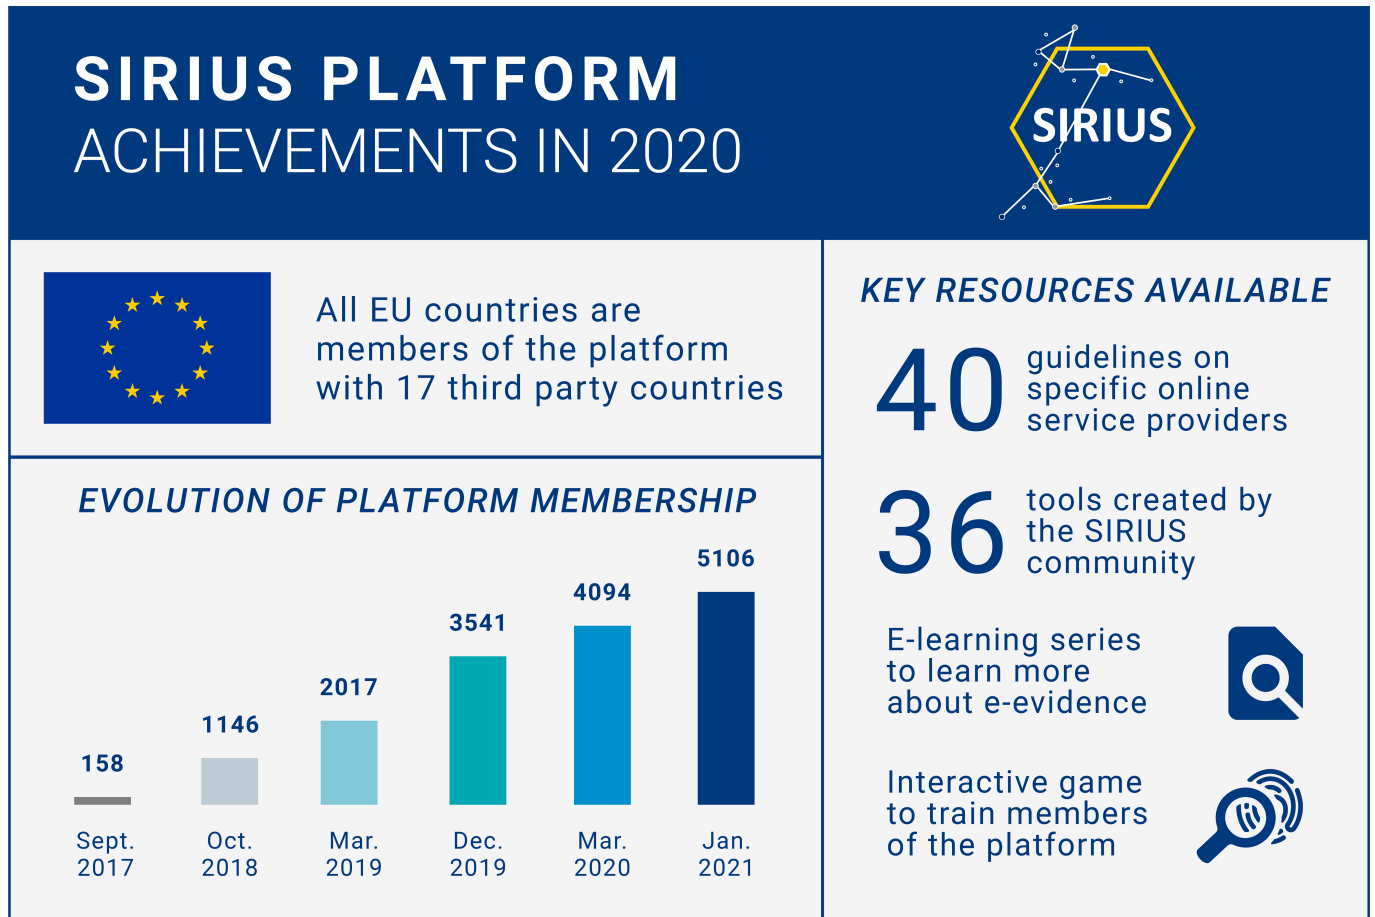 SIRIUS PLATFORM
ACHIEVEMENTS IN 2020
SIRIUS
All EU countries are
members of the platform
with 17 third party countries
EVOLUTION OF PLATFORM MEMBERSHIP
158
1146
2017
3541
4094
5106
Sept.
2017
Oct.
2018
Mar.
2019
Dec.
2019
Mar.
2020
Jan.
2021
KEY RESOURCES AVAILABLE
40
guidelines on
specific online
service providers
36
tools created by
the SIRIUS
community
E-learning series
to learn more
about e-evidence
Interactive game
to train members
of the platform